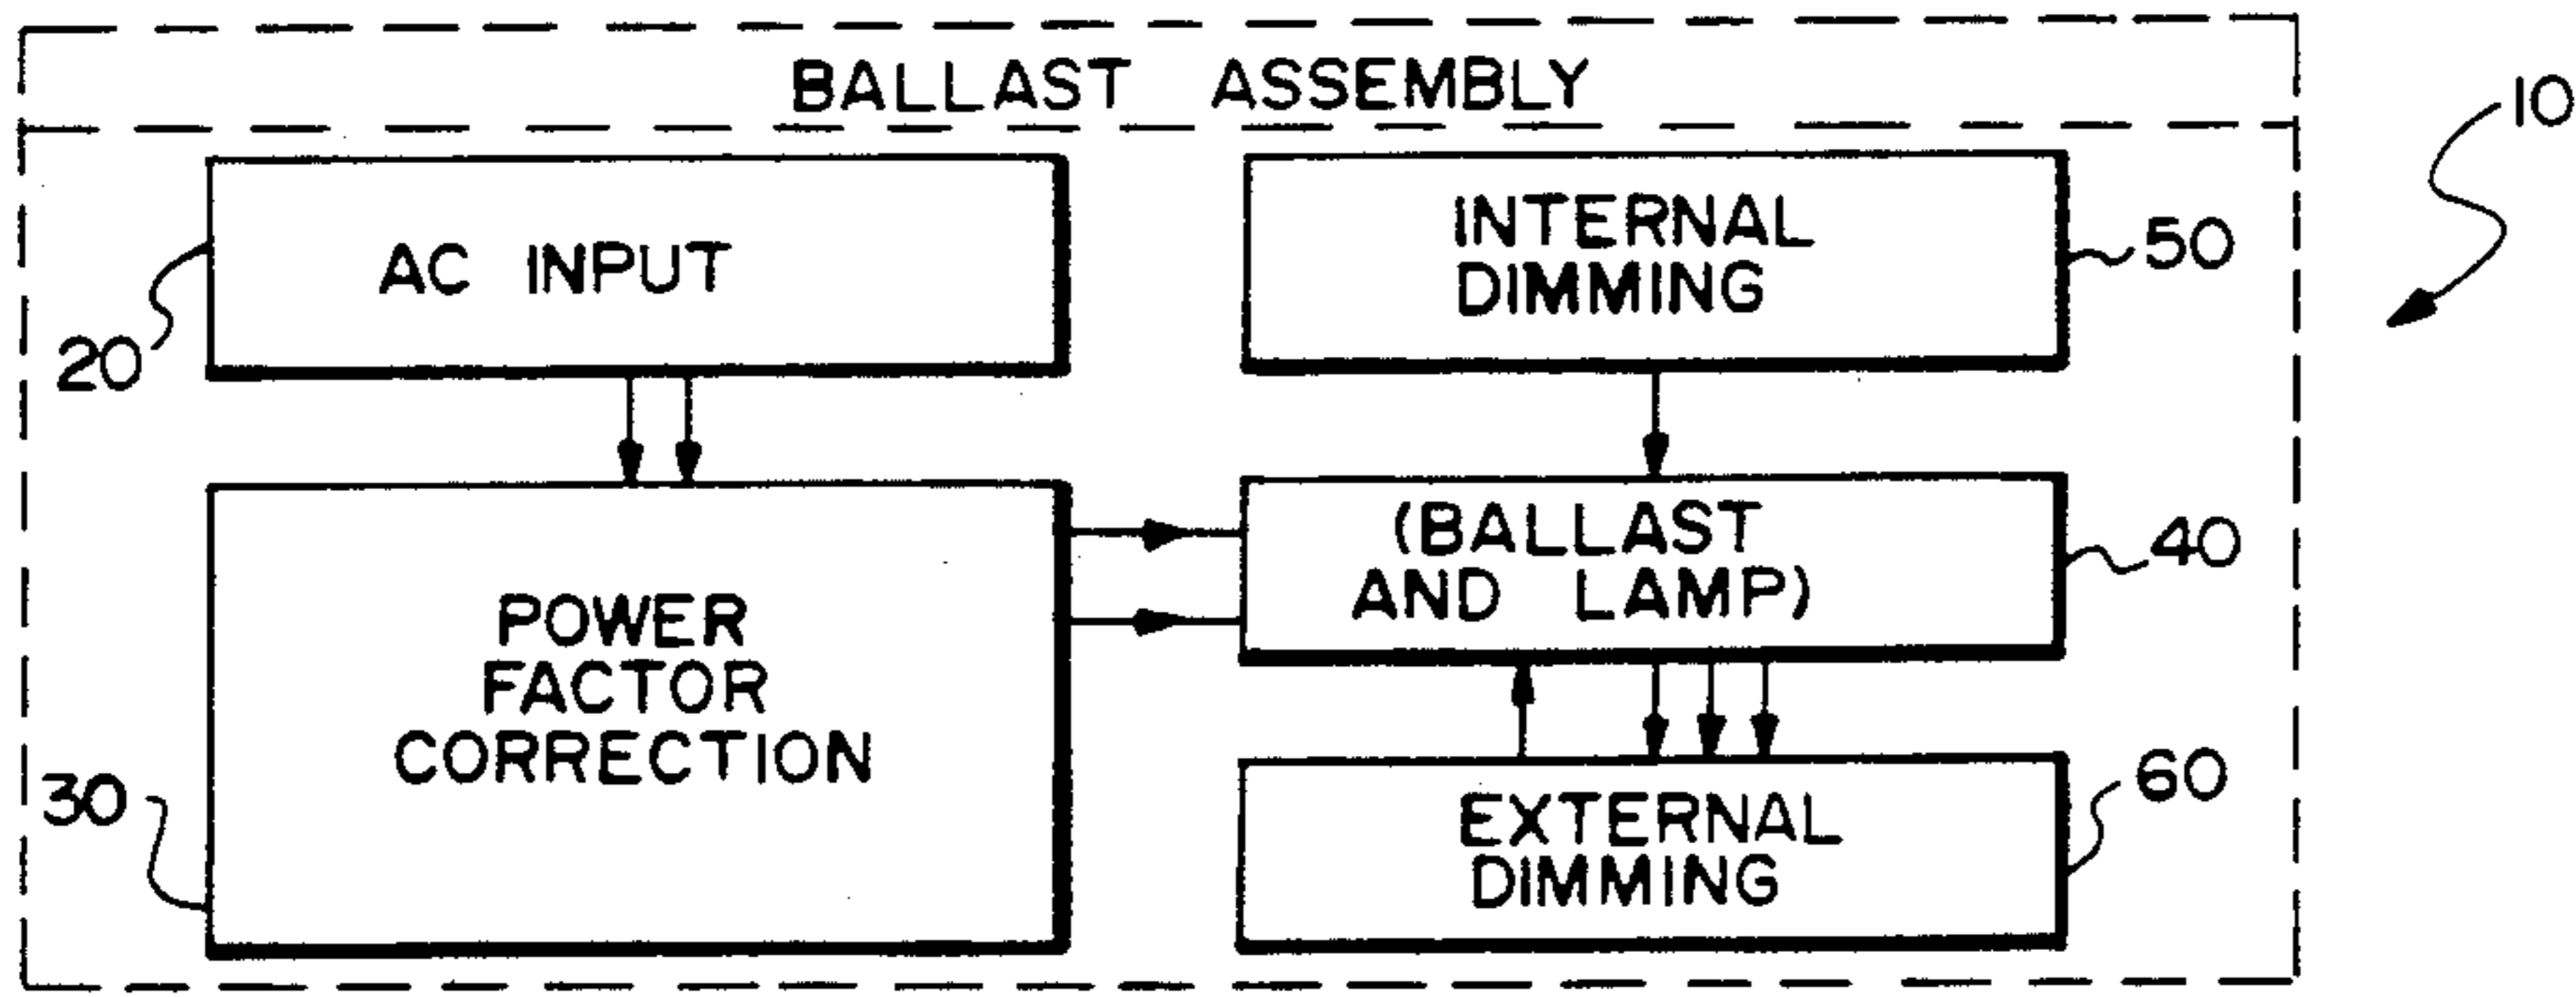 BALLAST ASSEMBLY
10
AC INPUT
20
INTERNAL
DIMMING
50
POWER
FACTOR
CORRECTION
30
(BALLAST
AND LAMP)
40
EXTERNAL
DIMMING
60